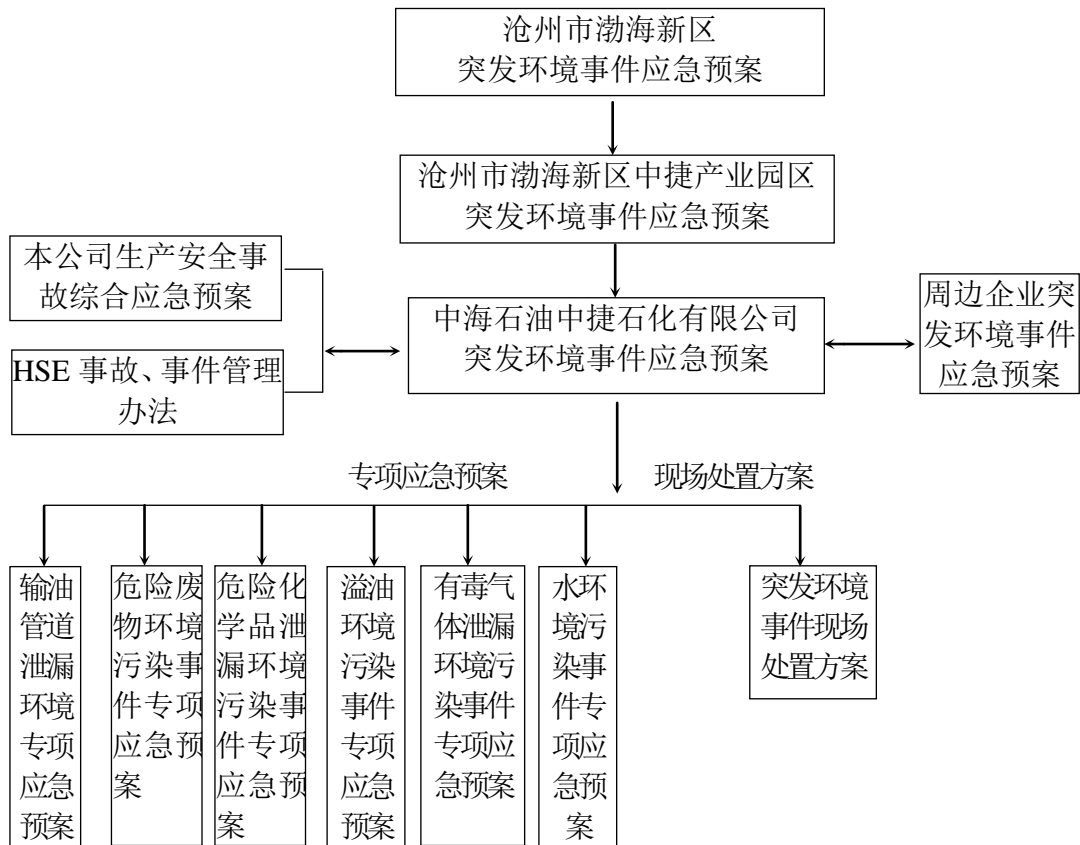 沧州市渤海新区
突发环境事件应急预案
沧州市渤海新区中捷产业园区
突发环境事件应急预案
本公司生产安全事
故综合应急预案
HSE 事故、事件管理
办法
中海石油中捷石化有限公司
突发环境事件应急预案
周边企业突
发环境事件
应急预案
专项应急预案
现场处置方案
输油
管道
泄漏
环境
专项
应急
预案
危险废
物环境
污染事
件专项
应急预
案
危险化
学品泄
漏环境
污染事
件专项
应急预
案
溢油
环境
污染
事件
专项
应急
预案
有毒气
体泄漏
环境污
染事件
专项应
急预案
水环
境污
染事
件专
项应
急预
案
突发环境
事件现场
处置方案